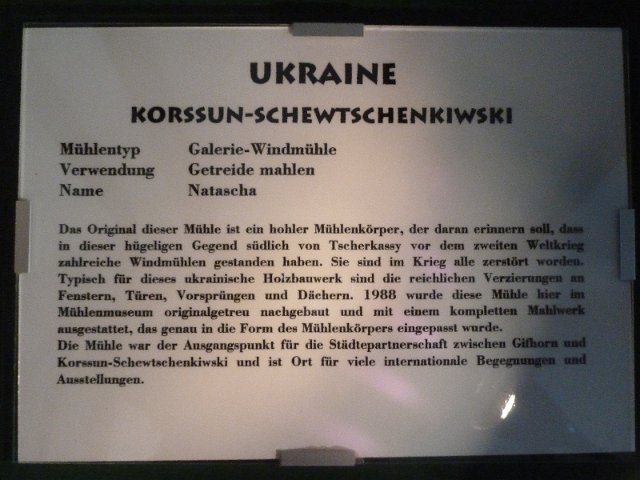 UKRAINE
KORSSUN-SCHEWTSCHENKIWSKI
Mühlentyp Galerie-Windmühle
Verwendung Getreide mahlen
Name Natascha
Das Original dieser Mühle ist ein hohler Mühlenkörper, der daran erinnern soll, dass
in dieser hügeligen Gegend südlich von Tscherkassy vor dem zweiten Weltkrieg
zahlreiche Windmühlen gestanden haben. Sie sind im Krieg alle zerstört worden.
Typisch für dieses ukrainische Holzbauwerk sind die reichlichen Verzierungen an
Fenstern, Türen, Vorsprüngen und Dächern. 1988 wurde diese Mühle hier im
Mühlenmuseum originalgetreu nachgebaut und mit einem kompletten Mahlwerk
ausgestattet, das genau in die Form des Mühlenkörpers eingepasst wurde.
Die Mühle war der Ausgangspunkt für die Städtepartnerschaft zwischen Gifhorn und
Korssun-Schewtschenkiwski und ist Ort für viele internationale Begegnungen und
Ausstellungen.